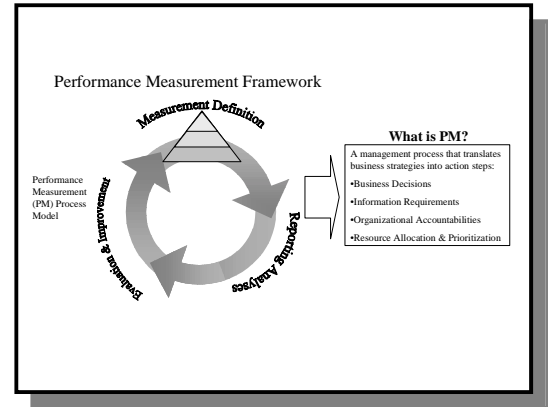 Performance Measurement Framework
Measurement Definition
Reporting Analyses
Evaluation & Improvement
Performance
Measurement
(PM) Process
Model
What is PM?
A management process that translates
business strategies into action steps:
•Business Decisions
•Information Requirements
•Organizational Accountabilities
•Resource Allocation & Prioritization